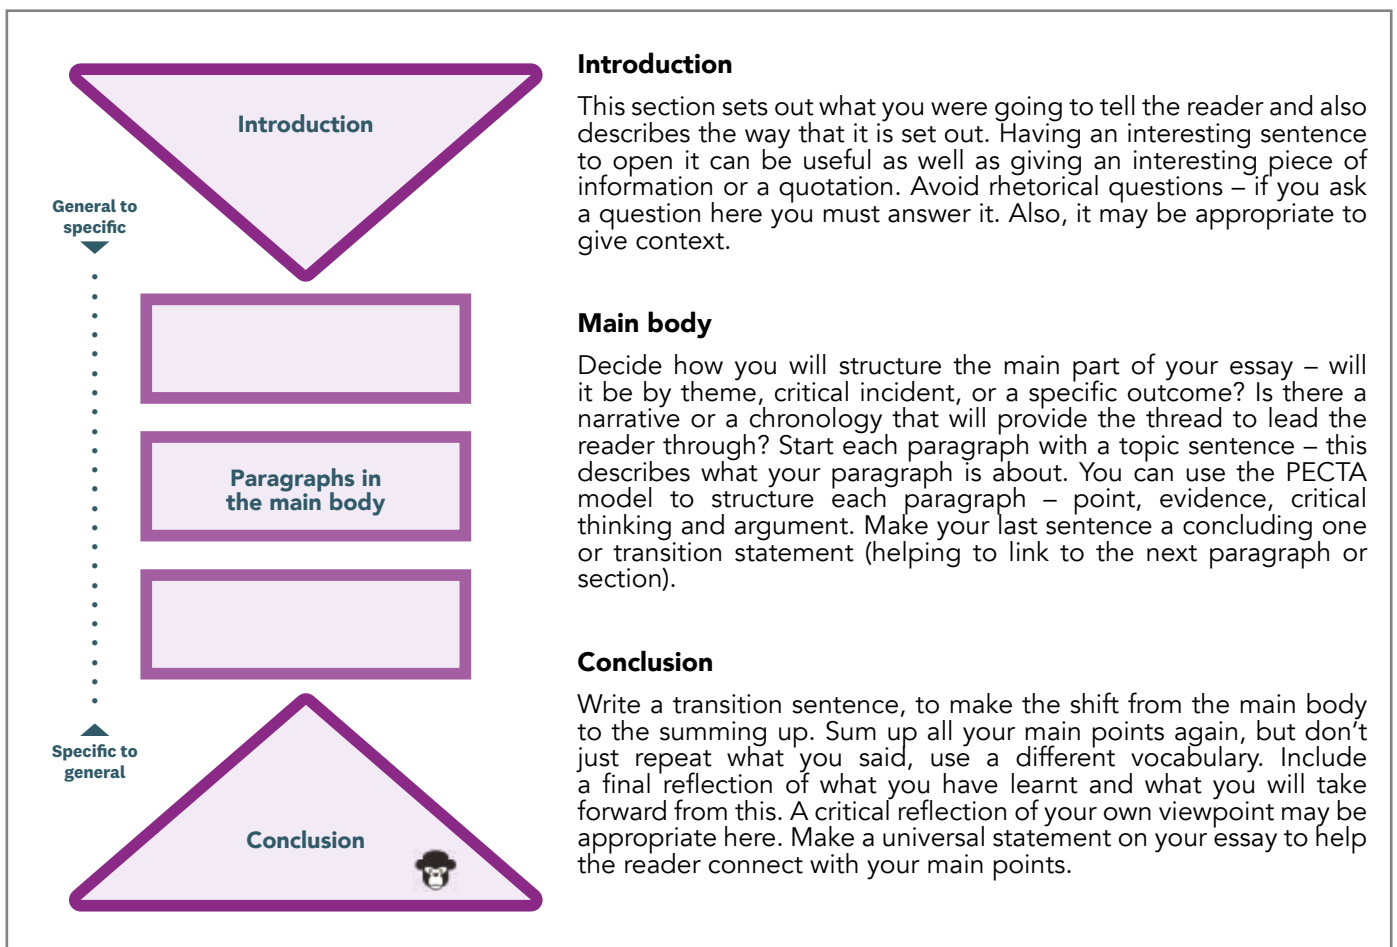 Introduction
General to
specific
Paragraphs in
the main body
Specific to
general
Conclusion
Introduction
This section sets out what you were going to tell the reader and also
describes the way that it is set out. Having an interesting sentence
to open it can be useful as well as giving an interesting piece of
information or a quotation. Avoid rhetorical questions – if you ask
a question here you must answer it. Also, it may be appropriate to
give context.
Main body
Decide how you will structure the main part of your essay – will
it be by theme, critical incident, or a specific outcome? Is there a
narrative or a chronology that will provide the thread to lead the
reader through? Start each paragraph with a topic sentence – this
describes what your paragraph is about. You can use the PECTA
model to structure each paragraph – point, evidence, critical
thinking and argument. Make your last sentence a concluding one
or transition statement (helping to link to the next paragraph or
section).
Conclusion
Write a transition sentence, to make the shift from the main body
to the summing up. Sum up all your main points again, but don't
just repeat what you said, use a different vocabulary. Include
a final reflection of what you have learnt and what you will take
forward from this. A critical reflection of your own viewpoint may be
appropriate here. Make a universal statement on your essay to help
the reader connect with your main points.